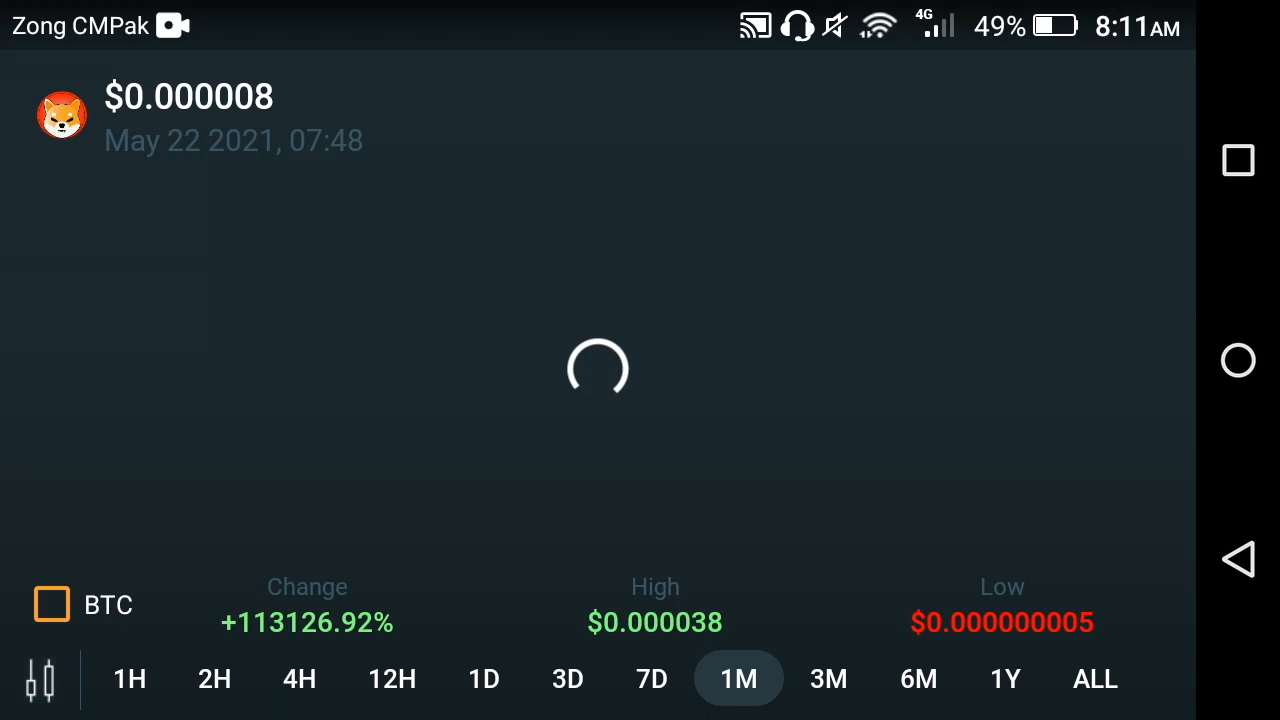 Zong CMPak 4G 49% 8:11AM
$0.000008
May 22 2021, 07:48
Change High Low
BTC +113126.92% $0.000038 $0.000000005
1H 2H 4H 12H 1D 3D 7D 1M 3M 6M 1Y ALL